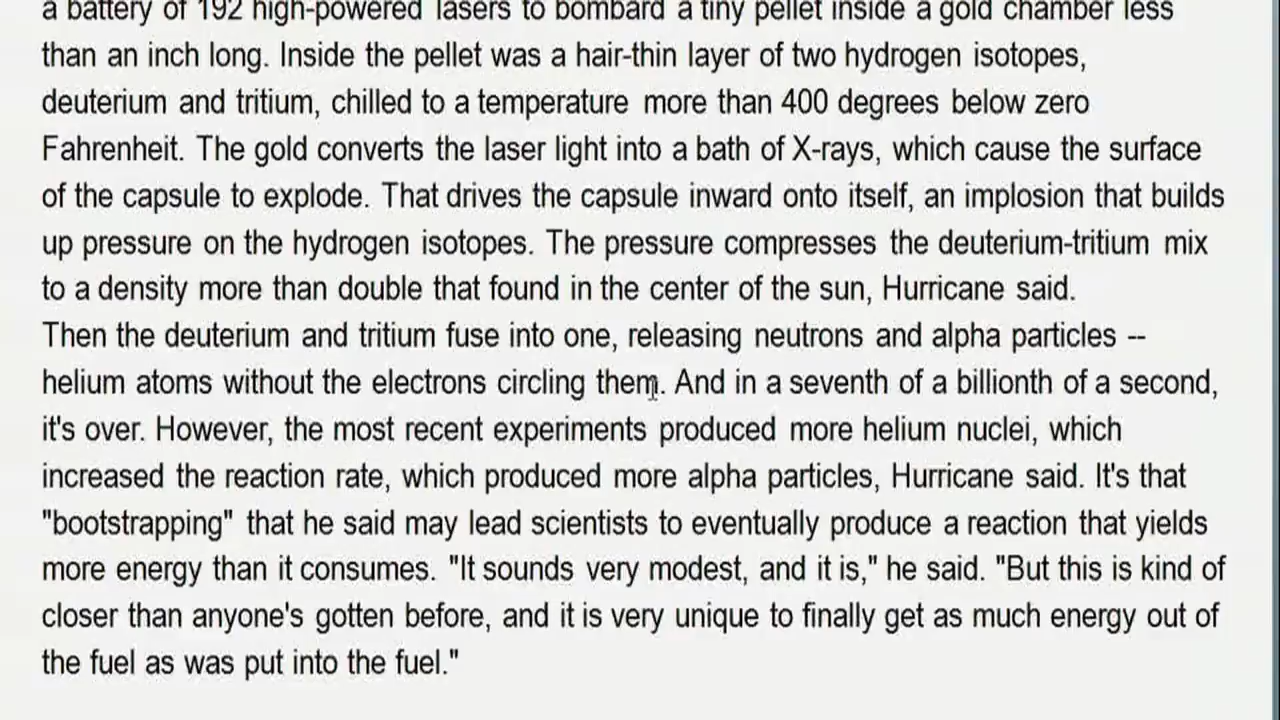 a battery of 192 high-powered lasers to bombard a tiny pellet inside a gold chamber less
than an inch long. Inside the pellet was a hair-thin layer of two hydrogen isotopes,
deuterium and tritium, chilled to a temperature more than 400 degrees below zero
Fahrenheit. The gold converts the laser light into a bath of X-rays, which cause the surface
of the capsule to explode. That drives the capsule inward onto itself, an implosion that builds
up pressure on the hydrogen isotopes. The pressure compresses the deuterium-tritium mix
to a density more than double that found in the center of the sun, Hurricane said.
Then the deuterium and tritium fuse into one, releasing neutrons and alpha particles --
helium atoms without the electrons circling them. And in a seventh of a billionth of a second,
it's over. However, the most recent experiments produced more helium nuclei, which
increased the reaction rate, which produced more alpha particles, Hurricane said. It's that
"bootstrapping" that he said may lead scientists to eventually produce a reaction that yields
more energy than it consumes. "It sounds very modest, and it is," he said. "But this is kind of
closer than anyone's gotten before, and it is very unique to finally get as much energy out of
the fuel as was put into the fuel."